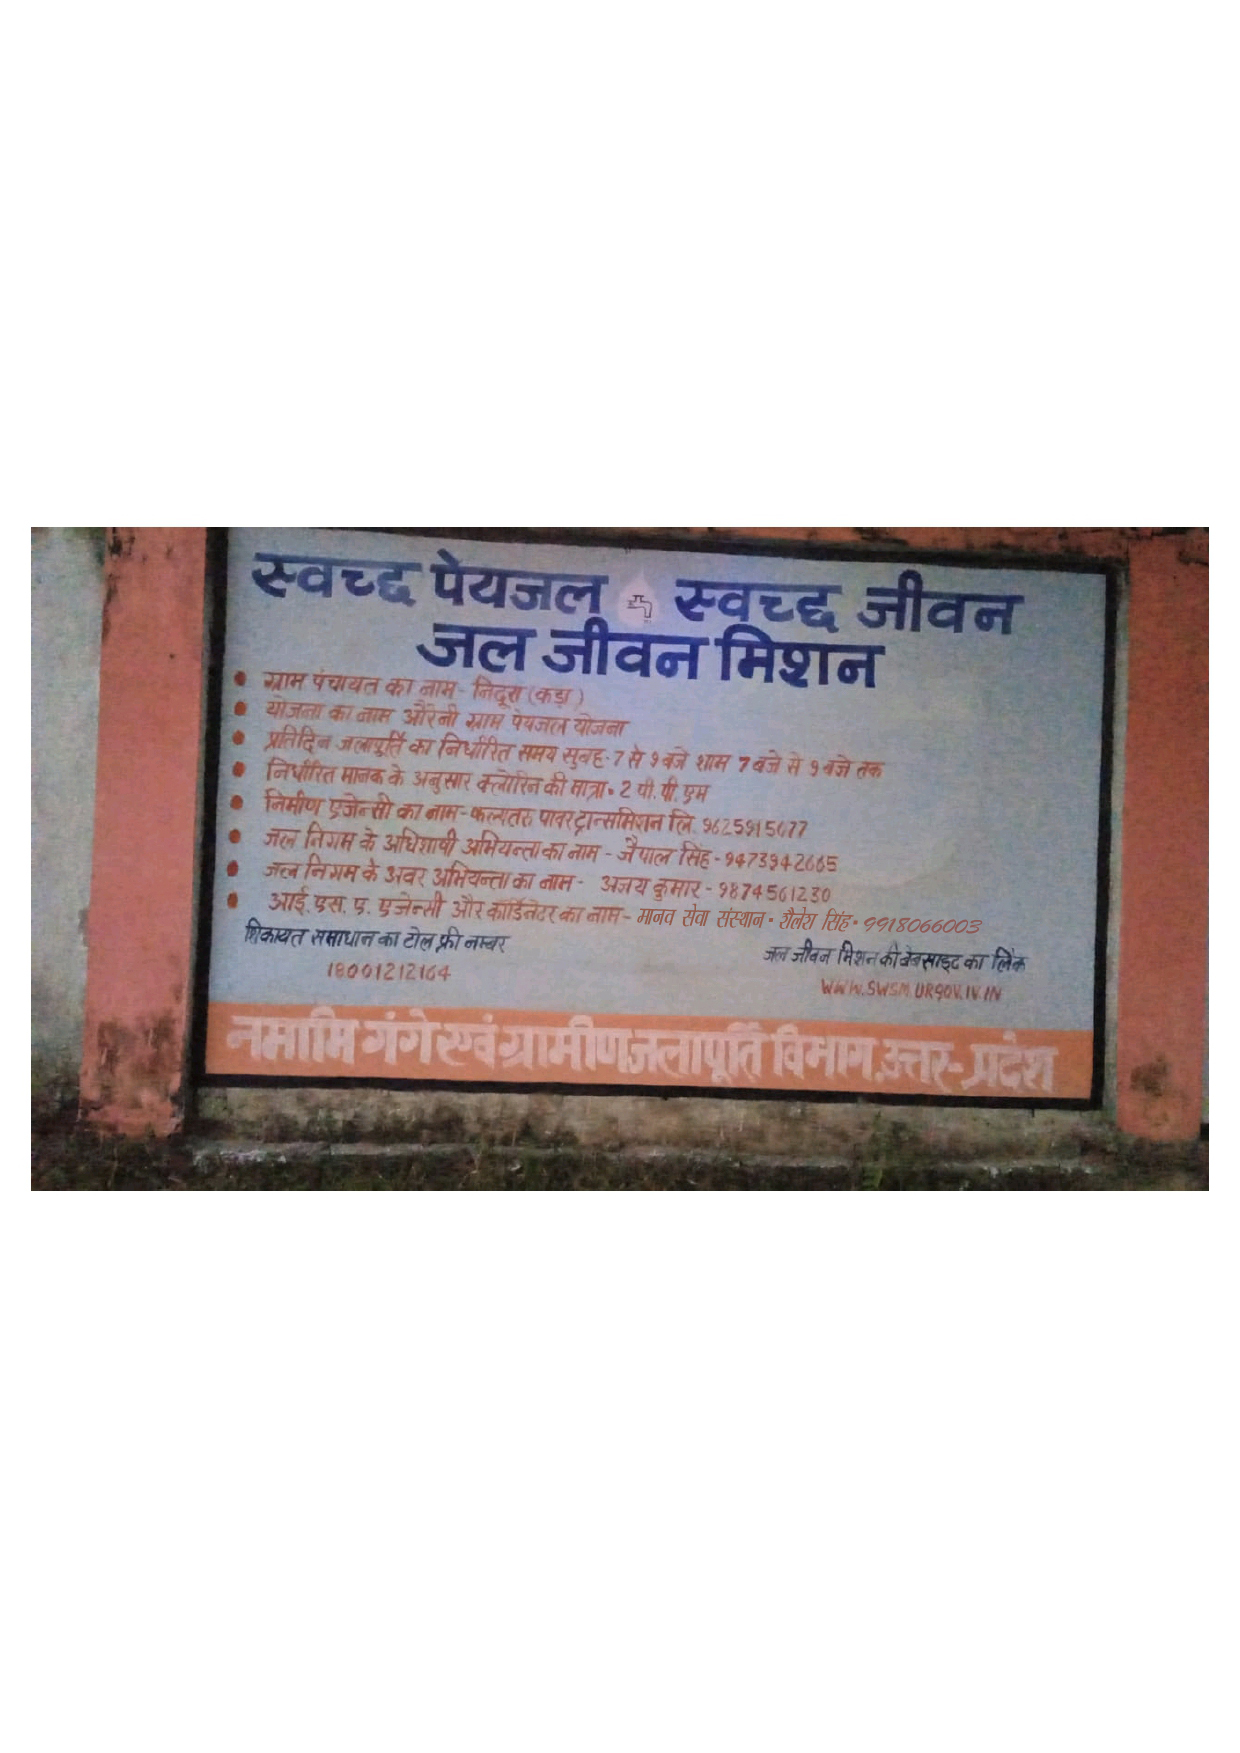 स्वच्छ पेयजल स्वच्छ जीवन
जल जीवन मिशन
ग्राम पंचायत का नाम - निदूरा (कड़ा)
योजना का नाम औरेनी ग्राम पेयजल योजना
प्रतिदिन जलापूर्ति का निर्धारित समय सुबह - 7 से 9 बजे शाम 7 बजे से 9 बजे तक
निर्धारित मानक के अनुसार क्लोरिन की मात्रा - 2 पी. पी. एम
निर्माण एजेन्सी का नाम - कल्पतरु पावर ट्रान्समिशन लि. 9625915077
जल निगम के अधिशाषी अभियन्ता का नाम - जैपाल सिंह - 9473942665
जल निगम के अवर अभियन्ता का नाम - अजय कुमार - 9874561230
आई. एस. ए. एजेन्सी और कॉर्डिनेटर का नाम - मानव सेवा संस्थान - शैलेश सिंह - 9918066003
शिकायत समाधान का टोल फ्री नम्बर
18001212164
जल जीवन मिशन की वेबसाइट का लिंक
WWW.SWSM.URGOV.IV.IN
नमामि गंगे एवं ग्रामीण जलापूर्ति विभाग, उत्तर-प्रदेश